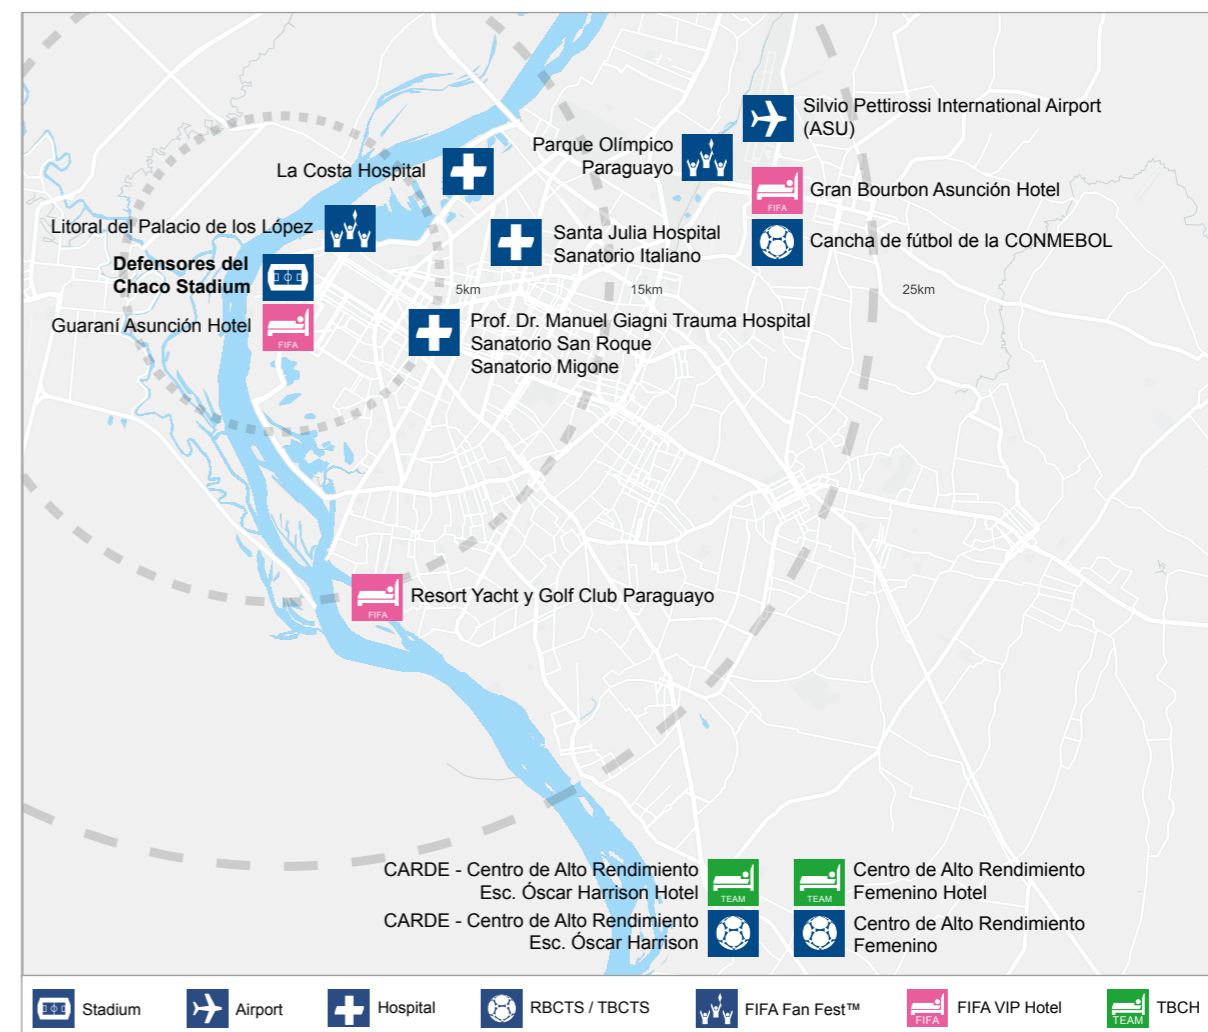 Silvio Pettirossi International Airport
(ASU)
Parque Olímpico
Paraguayo
La Costa Hospital
Gran Bourbon Asunción Hotel
FIFA
Litoral del Palacio de los López
Santa Julia Hospital
Sanatorio Italiano
Cancha de fútbol de la CONMEBOL
Defensores del
Chaco Stadium
5km
15km
25km
Guaraní Asunción Hotel
FIFA
Prof. Dr. Manuel Giagni Trauma Hospital
Sanatorio San Roque
Sanatorio Migone
Resort Yacht y Golf Club Paraguayo
FIFA
CARDE - Centro de Alto Rendimiento
Esc. Óscar Harrison Hotel
TEAM
TEAM
Centro de Alto Rendimiento
Femenino Hotel
CARDE - Centro de Alto Rendimiento
Esc. Óscar Harrison
Centro de Alto Rendimiento
Femenino
Stadium
Airport
Hospital
RBCTS / TBCTS
FIFA Fan Fest™
FIFA
FIFA VIP Hotel
TEAM
TBCH